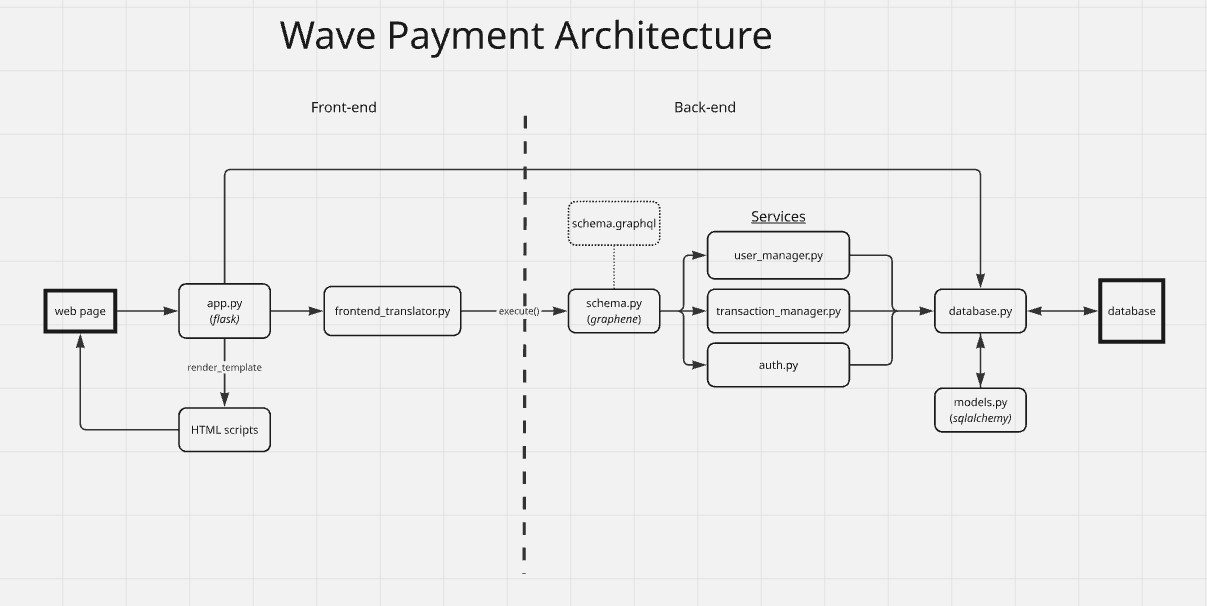 Wave Payment Architecture
Front-end
Back-end
schema.graphql
Services
user_manager.py
web page
app.py
(flask)
frontend_translator.py
execute()
schema.py
(graphene)
transaction_manager.py
database.py
database
render_template
auth.py
HTML scripts
models.py
(sqlalchemy)